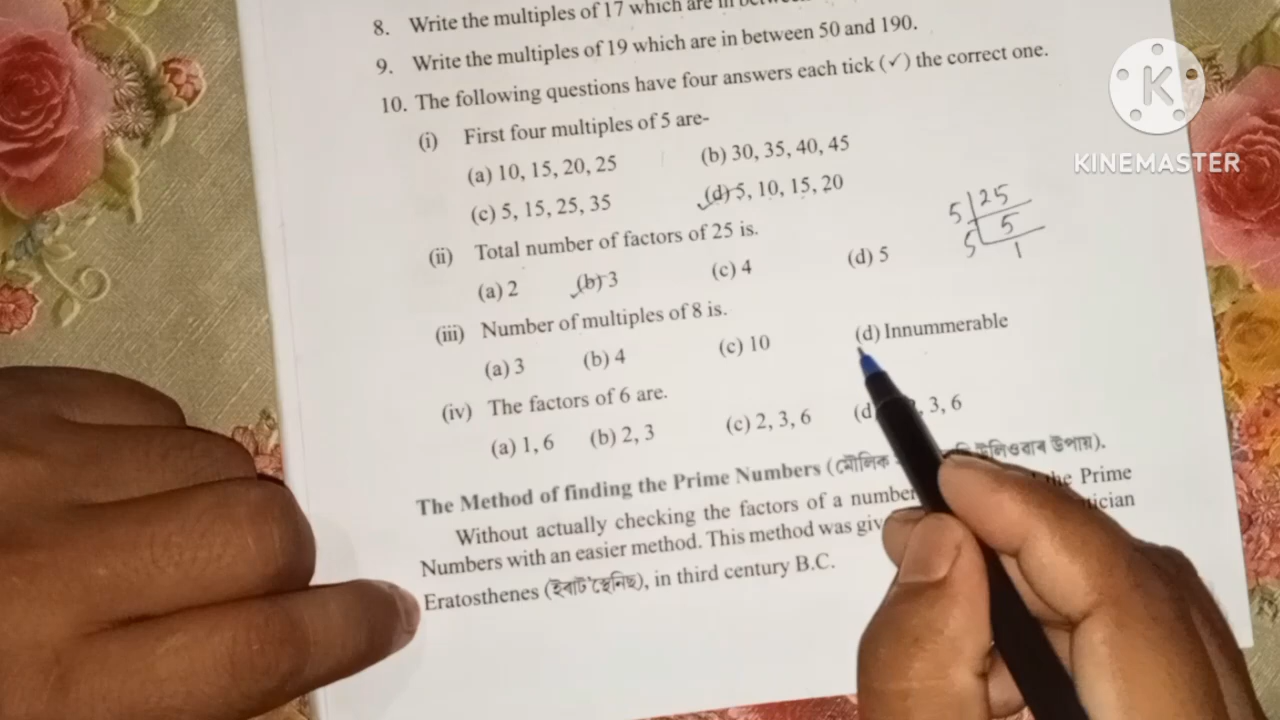 8. Write the multiples of 17 which are in
9. Write the multiples of 19 which are in between 50 and 190.
10. The following questions have four answers each tick (✓) the correct one.
(i) First four multiples of 5 are-
(a) 10, 15, 20, 25 (b) 30, 35, 40, 45
(c) 5, 15, 25, 35 (d) 5, 10, 15, 20
(ii) Total number of factors of 25 is.
(a) 2 (b) 3 (c) 4 (d) 5
5 25
5 5
1
(iii) Number of multiples of 8 is.
(a) 3 (b) 4 (c) 10 (d) Innummerable
(iv) The factors of 6 are.
(a) 1, 6 (b) 2, 3 (c) 2, 3, 6 (d 3, 6
The Method of finding the Prime Numbers (মৌলিক উলিওৱাৰ উপায়).
Without actually checking the factors of a number the Prime
Numbers with an easier method. This method was
Eratosthenes in third century B.C.
K
KINEMASTER